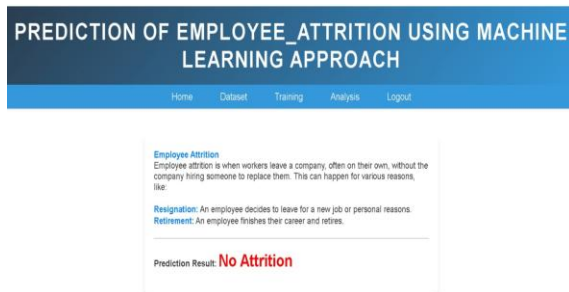 PREDICTION OF EMPLOYEE_ATTRITION USING MACHINE
LEARNING APPROACH
Home Dataset Training Analysis Logout
Employee Attrition
Employee attrition is when workers leave a company, often on their own, without the
company hiring someone to replace them. This can happen for various reasons,
like:
Resignation: An employee decides to leave for a new job or personal reasons.
Retirement: An employee finishes their career and retires.
Prediction Result: No Attrition